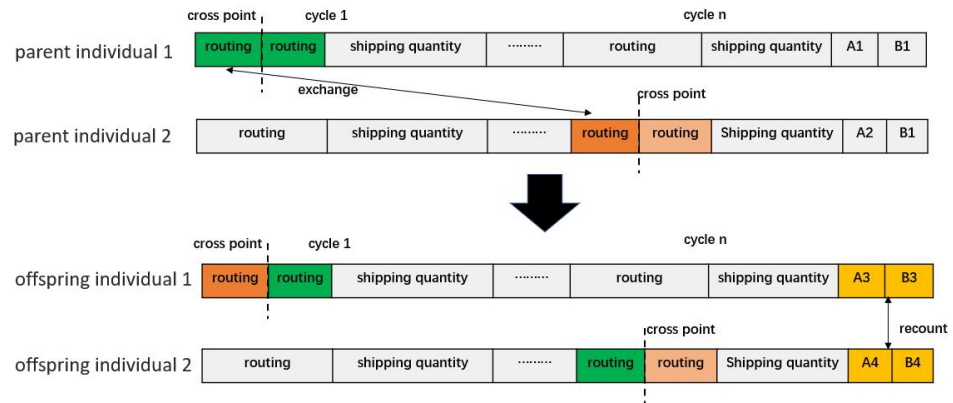 cross point cycle 1 cycle n
parent individual 1 routing routing shipping quantity ......... routing shipping quantity A1 B1
exchange cross point
parent individual 2 routing shipping quantity ......... routing routing Shipping quantity A2 B1
cross point cycle 1 cycle n
offspring individual 1 routing routing shipping quantity ......... routing shipping quantity A3 B3
cross point recount
offspring individual 2 routing shipping quantity ......... routing routing Shipping quantity A4 B4